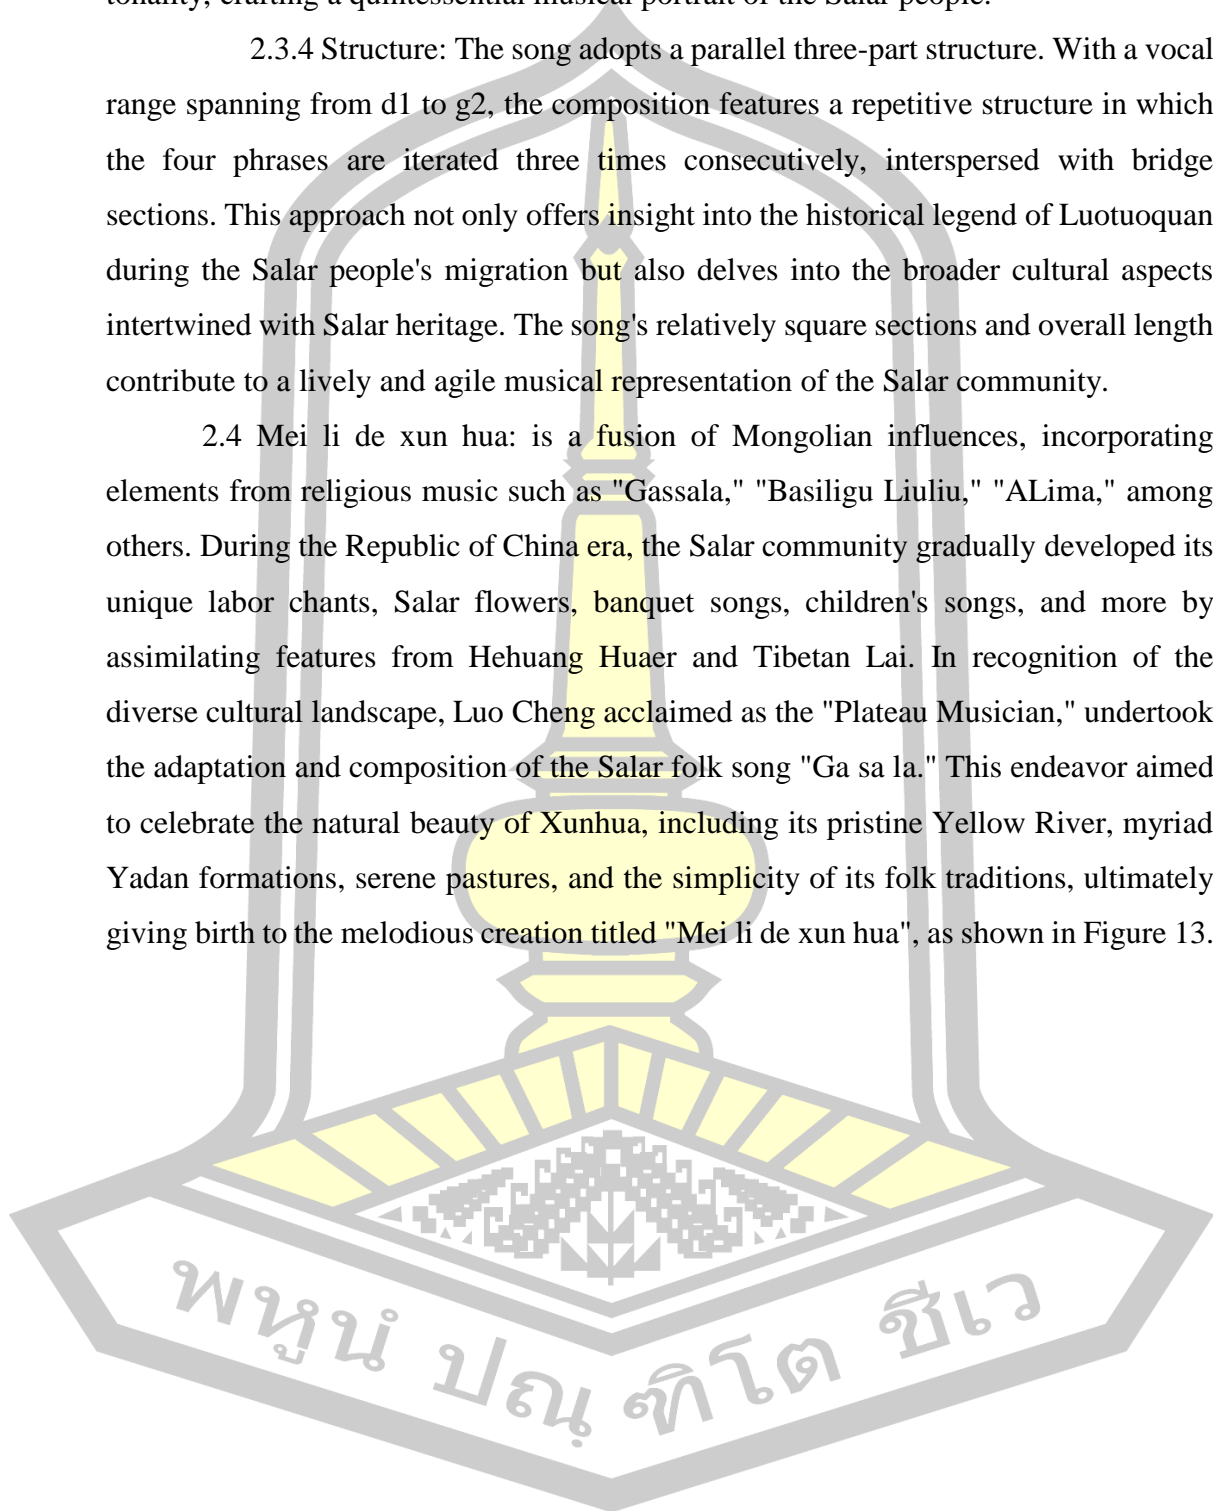 tonality, crafting a quintessential musical portrait of the Salar people.
2.3.4 Structure: The song adopts a parallel three-part structure. With a vocal
range spanning from d1 to g2, the composition features a repetitive structure in which
the four phrases are iterated three times consecutively, interspersed with bridge
sections. This approach not only offers insight into the historical legend of Luotuoquan
during the Salar people's migration but also delves into the broader cultural aspects
intertwined with Salar heritage. The song's relatively square sections and overall length
contribute to a lively and agile musical representation of the Salar community.
2.4 Mei li de xun hua: is a fusion of Mongolian influences, incorporating
elements from religious music such as "Gassala," "Basiligu Liuliu," "ALima," among
others. During the Republic of China era, the Salar community gradually developed its
unique labor chants, Salar flowers, banquet songs, children's songs, and more by
assimilating features from Hehuang Huaer and Tibetan Lai. In recognition of the
diverse cultural landscape, Luo Cheng acclaimed as the "Plateau Musician," undertook
the adaptation and composition of the Salar folk song "Ga sa la." This endeavor aimed
to celebrate the natural beauty of Xunhua, including its pristine Yellow River, myriad
Yadan formations, serene pastures, and the simplicity of its folk traditions, ultimately
giving birth to the melodious creation titled "Mei li de xun hua", as shown in Figure 13.
พหูนํ ปณฺฑิโต ชีเว